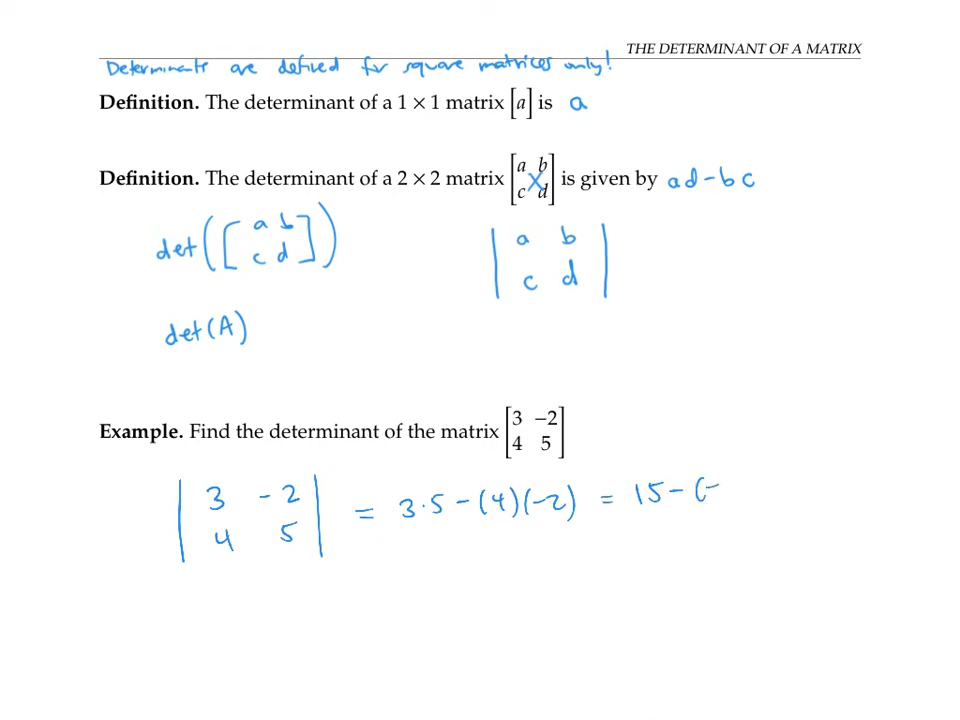 THE DETERMINANT OF A MATRIX
Determinants are defined for square matrices only!
Definition. The determinant of a 1 × 1 matrix [a] is a
Definition. The determinant of a 2 × 2 matrix [a b
c d] is given by ad - bc
det([a b
c d])
|a b
c d|
det(A)
Example. Find the determinant of the matrix [3 −2
4 5]
|3 -2
4 5| = 3·5 - (4)(-2) = 15 - (-